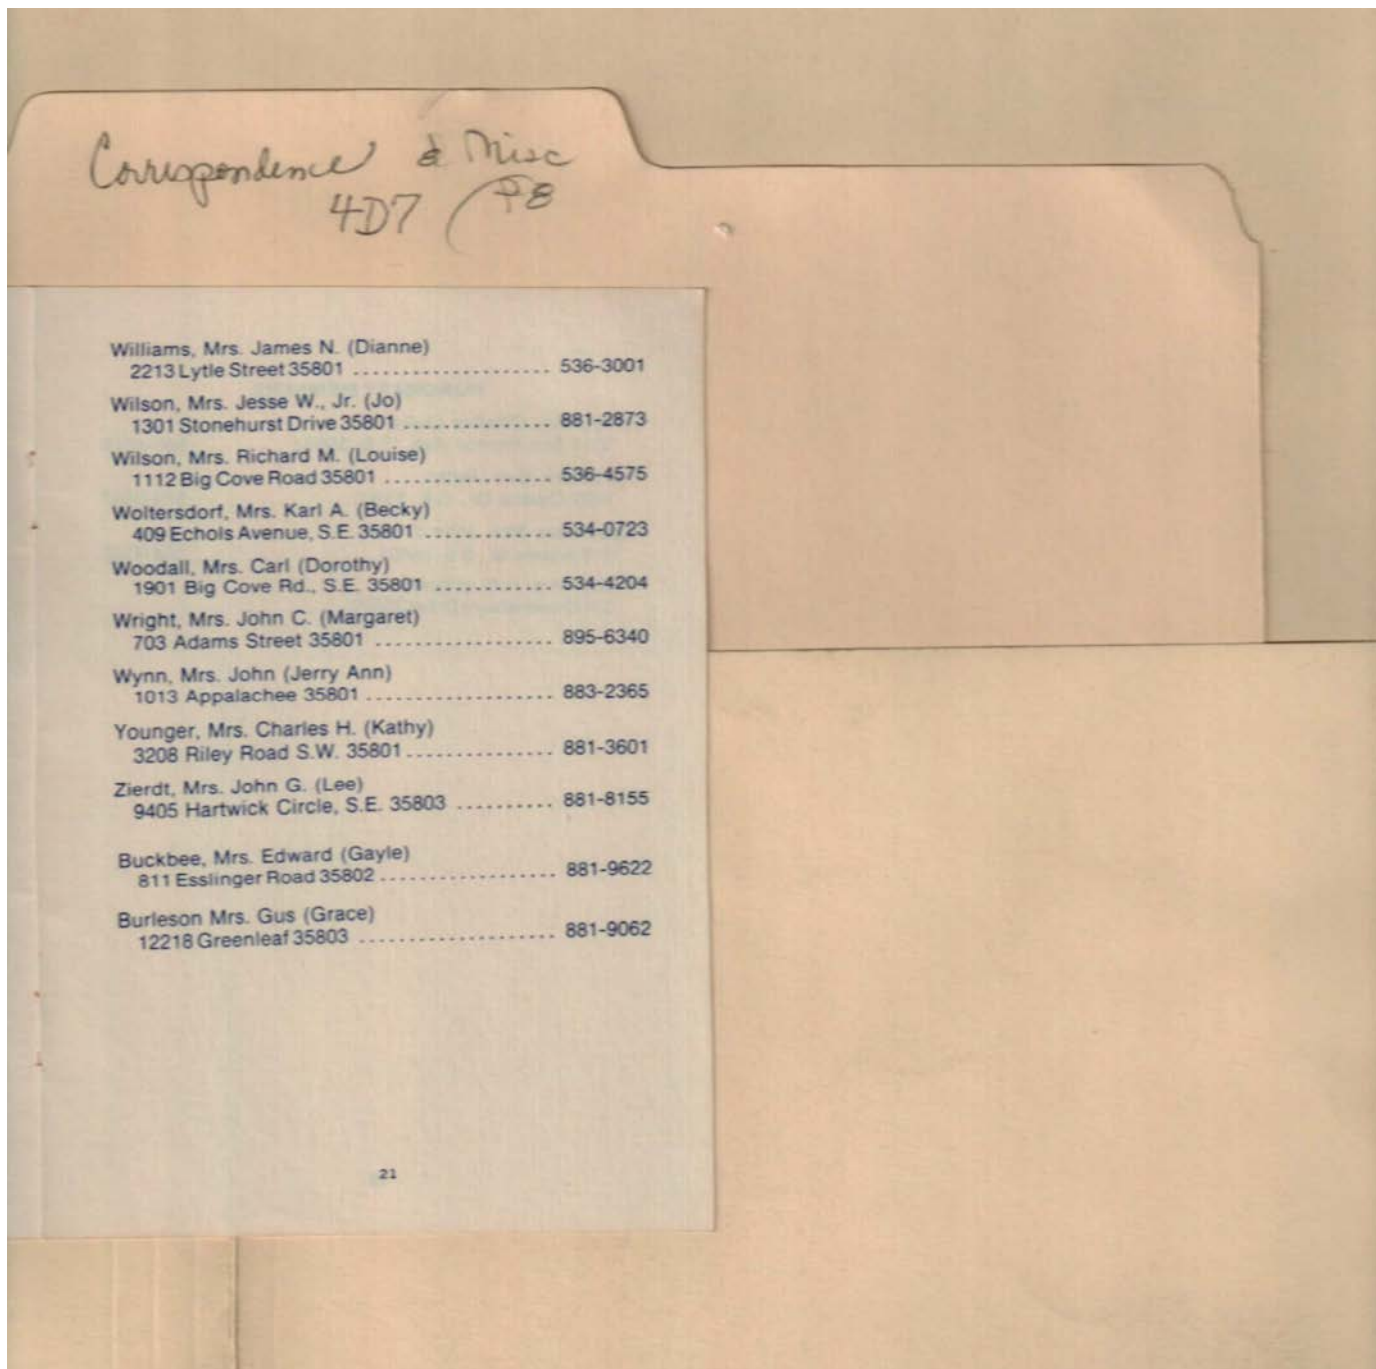 Correspondence & Misc
4D7 (P8
Williams, Mrs. James N. (Dianne)
2213 Lytle Street 35801 .................... 536-3001
Wilson, Mrs. Jesse W., Jr. (Jo)
1301 Stonehurst Drive 35801 ............... 881-2873
Wilson, Mrs. Richard M. (Louise)
1112 Big Cove Road 35801 ................. 536-4575
Woltersdorf, Mrs. Karl A. (Becky)
409 Echols Avenue, S.E. 35801 ............. 534-0723
Woodall, Mrs. Carl (Dorothy)
1901 Big Cove Rd., S.E. 35801 ............ 534-4204
Wright, Mrs. John C. (Margaret)
703 Adams Street 35801 .................. 895-6340
Wynn, Mrs. John (Jerry Ann)
1013 Appalachee 35801 ................... 883-2365
Younger, Mrs. Charles H. (Kathy)
3208 Riley Road S.W. 35801 ............... 881-3601
Zierdt, Mrs. John G. (Lee)
9405 Hartwick Circle, S.E. 35803 .......... 881-8155
Buckbee, Mrs. Edward (Gayle)
811 Esslinger Road 35802 .................. 881-9622
Burleson Mrs. Gus (Grace)
12218 Greenleaf 35803 .................... 881-9062
21